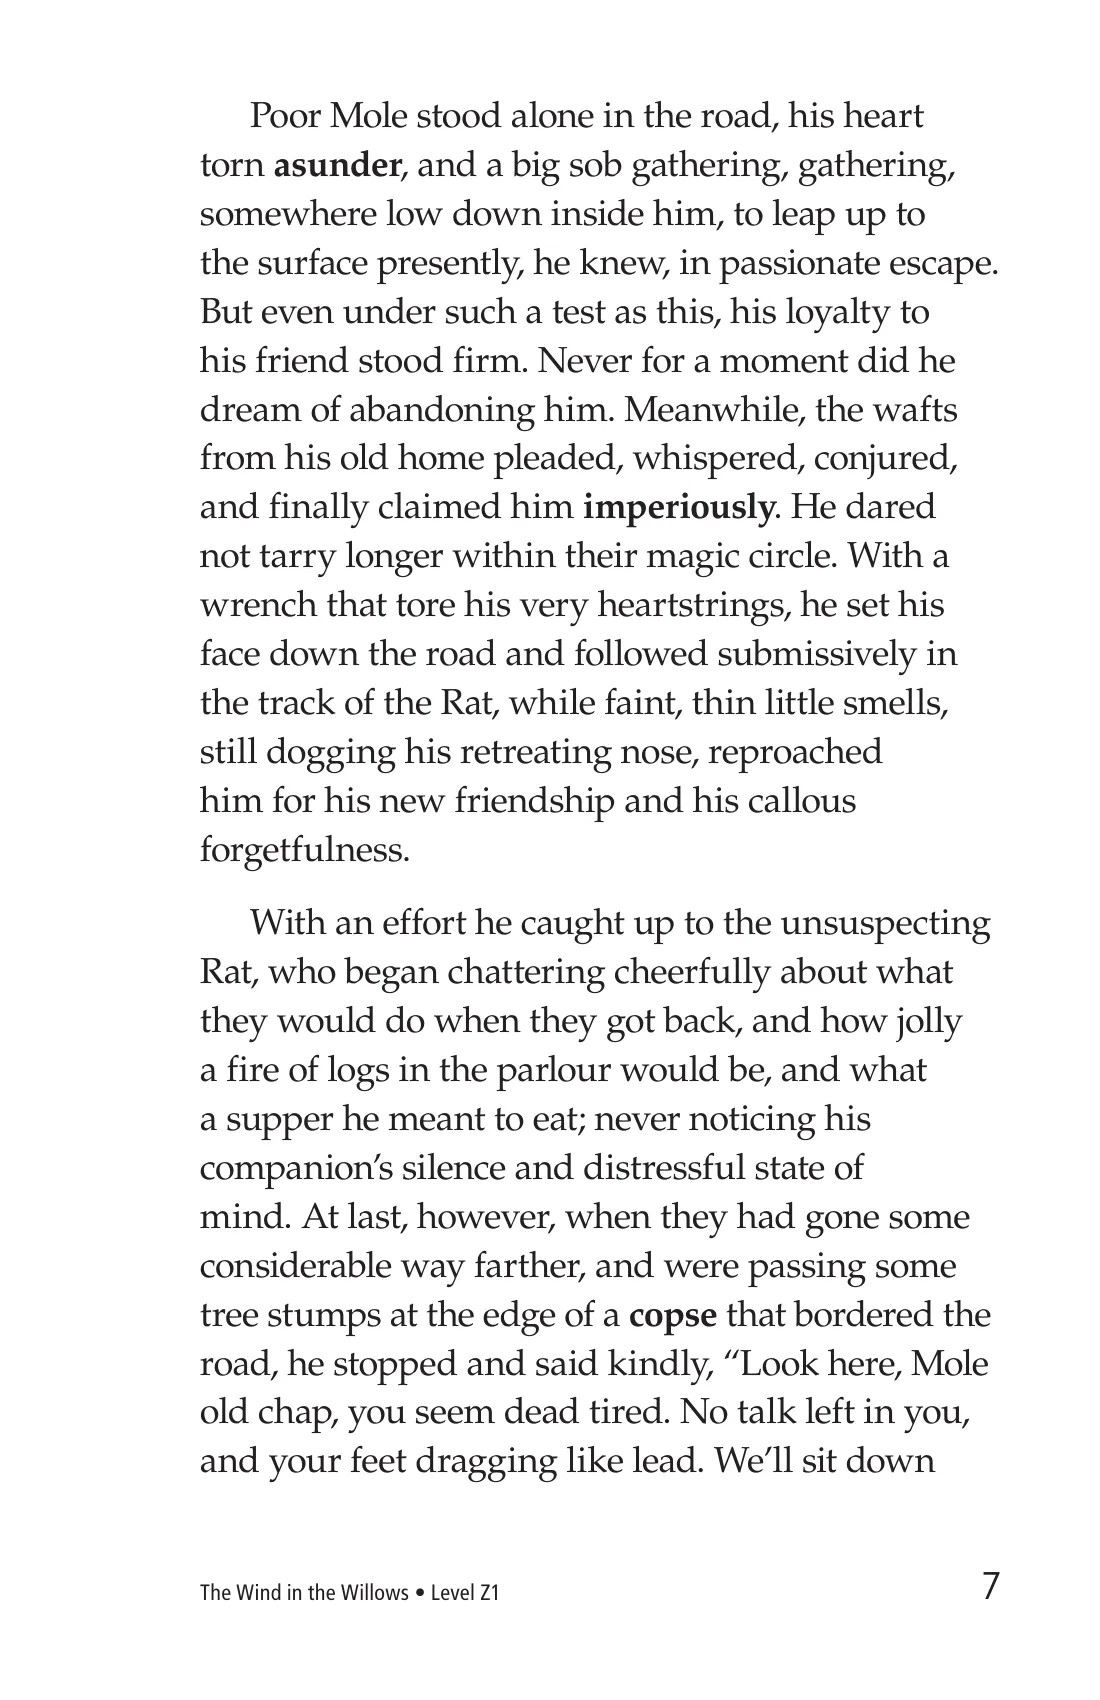 Poor Mole stood alone in the road, his heart
torn asunder, and a big sob gathering, gathering,
somewhere low down inside him, to leap up to
the surface presently, he knew, in passionate escape.
But even under such a test as this, his loyalty to
his friend stood firm. Never for a moment did he
dream of abandoning him. Meanwhile, the wafts
from his old home pleaded, whispered, conjured,
and finally claimed him imperiously. He dared
not tarry longer within their magic circle. With a
wrench that tore his very heartstrings, he set his
face down the road and followed submissively in
the track of the Rat, while faint, thin little smells,
still dogging his retreating nose, reproached
him for his new friendship and his callous
forgetfulness.
With an effort he caught up to the unsuspecting
Rat, who began chattering cheerfully about what
they would do when they got back, and how jolly
a fire of logs in the parlour would be, and what
a supper he meant to eat; never noticing his
companion’s silence and distressful state of
mind. At last, however, when they had gone some
considerable way farther, and were passing some
tree stumps at the edge of a copse that bordered the
road, he stopped and said kindly, “Look here, Mole
old chap, you seem dead tired. No talk left in you,
and your feet dragging like lead. We’ll sit down
The Wind in the Willows • Level Z1
7